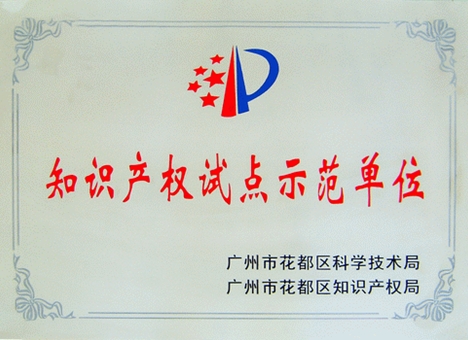 知识产权试点示范单位
广州市花都区科学技术局
广州市花都区知识产权局